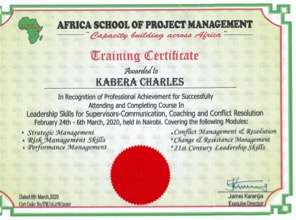 AFRICA SCHOOL OF PROJECT MANAGEMENT
"Capacity building across Africa"
Training Certificate
Awarded to
KABERA CHARLES
In Recognition of Professional Achievement for Successfully
Attending and Completing Course In
Leadership Skills for Supervisors-Communication, Coaching and Conflict Resolution
February 24th - 6th March, 2020, held in Nairobi. Covering the following Modules:
• Strategic Management
• Risk Management Skills
• Performance Management
• Conflict Management & Resolution
• Change & Resistance Management
• 21st Century Leadership Skills
Dated 6th March, 2020
Cert Code: No/
James Karangja
Executive Director